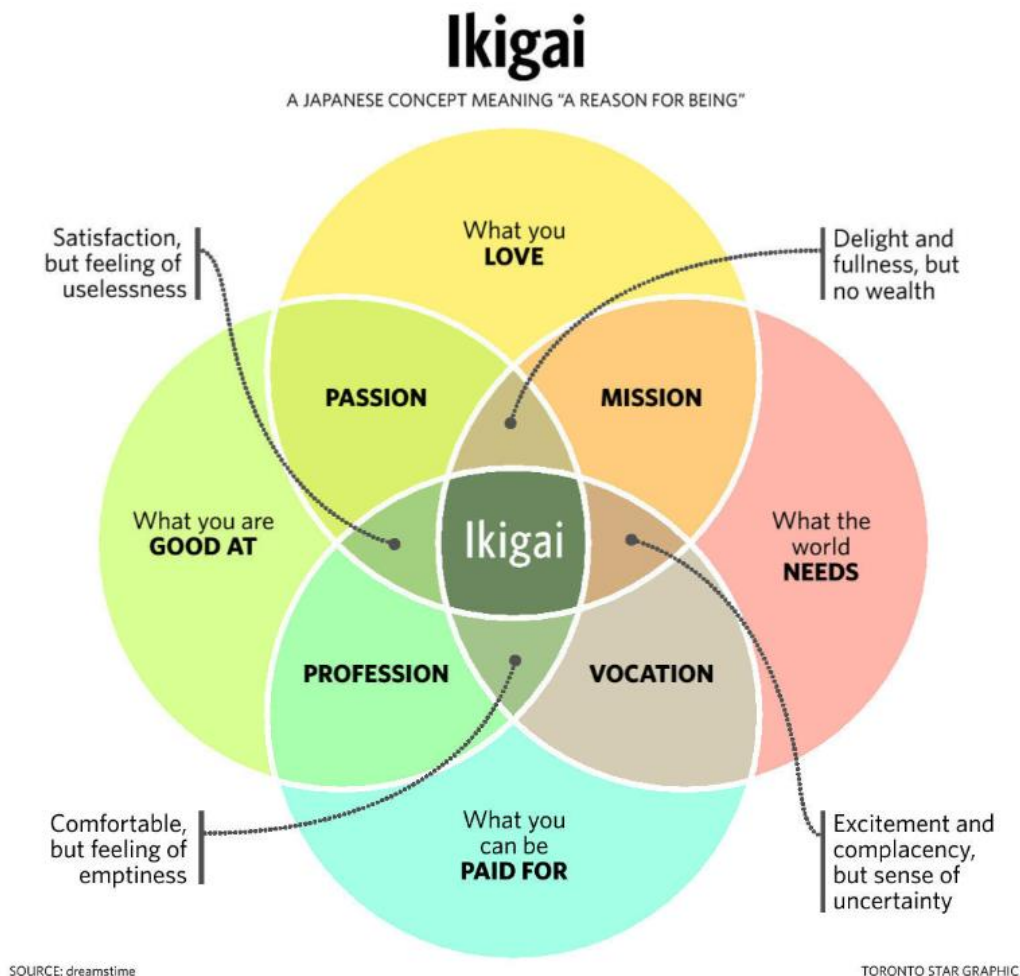 Ikigai
A JAPANESE CONCEPT MEANING “A REASON FOR BEING”
What you
LOVE
Satisfaction,
but feeling of
uselessness
Delight and
fullness, but
no wealth
PASSION
MISSION
What you are
GOOD AT
Ikigai
What the
world
NEEDS
PROFESSION
VOCATION
Comfortable,
but feeling of
emptiness
What you
can be
PAID FOR
Excitement and
complacency,
but sense of
uncertainty
SOURCE: dreamstime
TORONTO STAR GRAPHIC